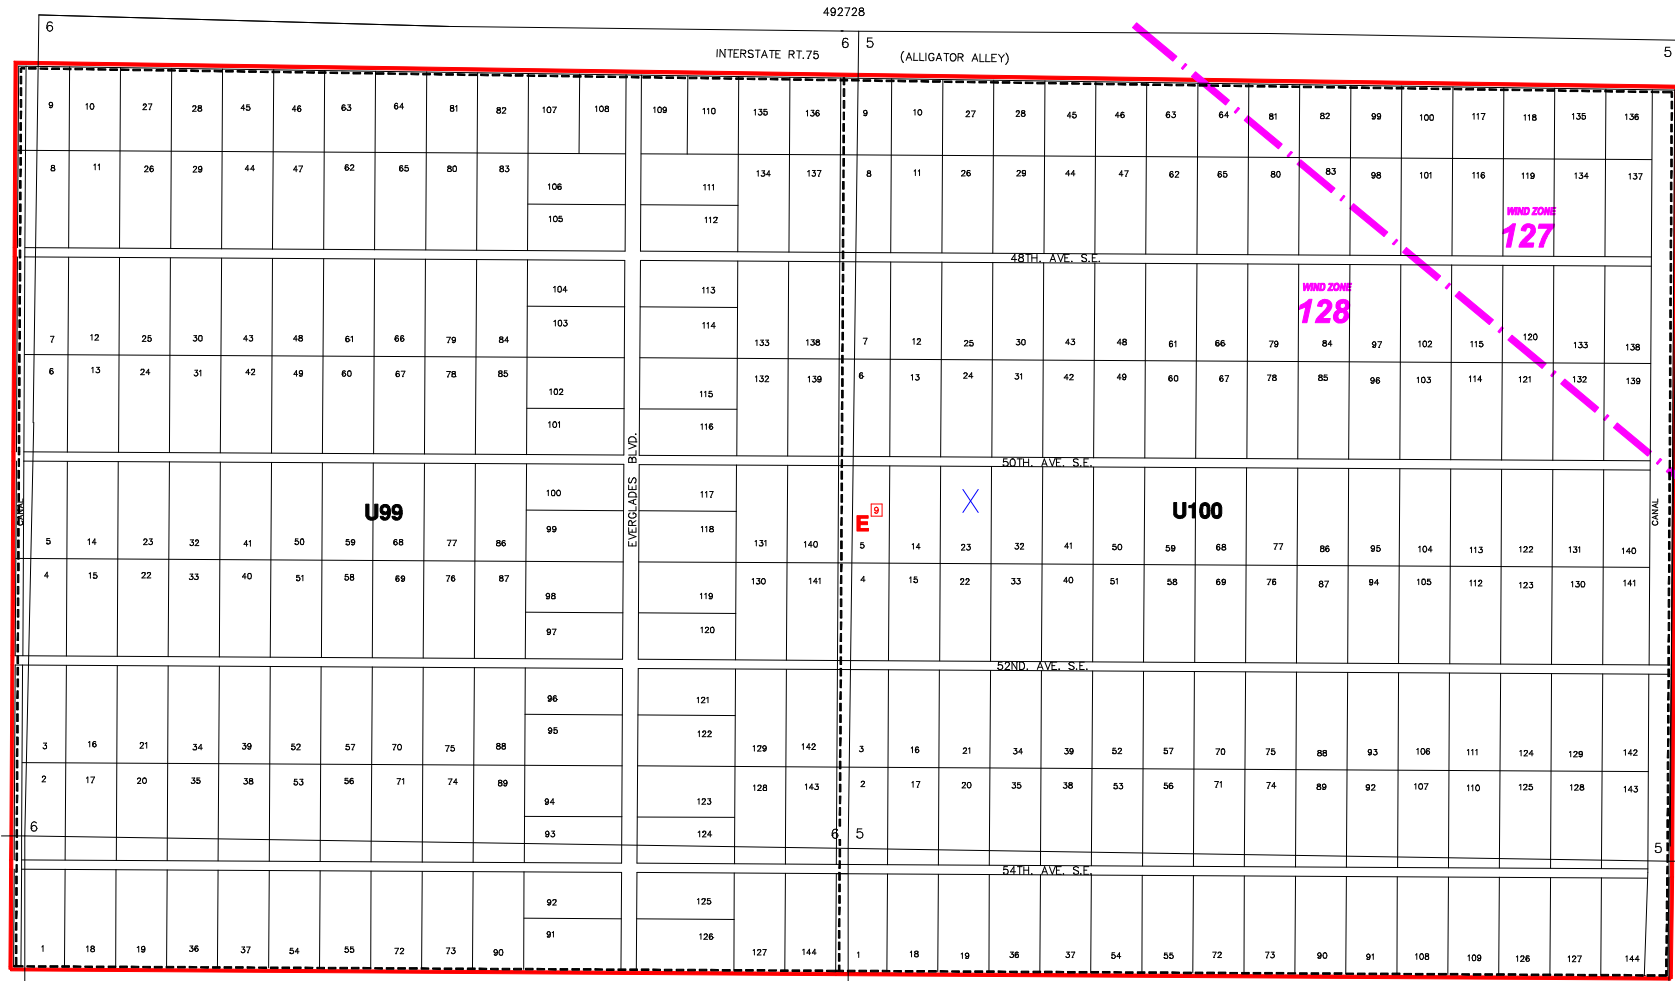 492728
6 6 5 5
INTERSTATE RT.75 (ALLIGATOR ALLEY)
9 10 27 28 45 46 63 64 81 82 107 108 109 110 135 136 9 10 27 28 45 46 63 64 81 82 99 100 117 118 135 136
8 11 26 29 44 47 62 65 80 83 134 137 8 11 26 29 44 47 62 65 80 83 98 101 116 119 134 137
106 111
105 112
WIND ZONE
127
48TH. AVE. S.E.
104 113
WIND ZONE
128
103 114
7 12 25 30 43 48 61 66 79 84 133 138 7 12 25 30 43 48 61 66 79 84 97 102 115 120 133 138
6 13 24 31 42 49 60 67 78 85 132 139 6 13 24 31 42 49 60 67 78 85 96 103 114 121 132 139
102 115
101 116
EVERGLADES BLVD.
50TH. AVE. S.E.
100 117
CANAL
U99
E 9
U100
CANAL
99 118
5 14 23 32 41 50 59 68 77 86 131 140 5 14 23 32 41 50 59 68 77 86 95 104 113 122 131 140
4 15 22 33 40 51 58 69 76 87 130 141 4 15 22 33 40 51 58 69 76 87 94 105 112 123 130 141
98 119
97 120
52ND. AVE. S.E.
96 121
95 122
3 16 21 34 39 52 57 70 75 88 129 142 3 16 21 34 39 52 57 70 75 88 93 106 111 124 129 142
2 17 20 35 38 53 56 71 74 89 128 143 2 17 20 35 38 53 56 71 74 89 92 107 110 125 128 143
94 123
6 93 124 6 5 5
54TH. AVE. S.E.
92 125
91 126
1 18 19 36 37 54 55 72 73 90 127 144 1 18 19 36 37 54 55 72 73 90 91 108 109 126 127 144